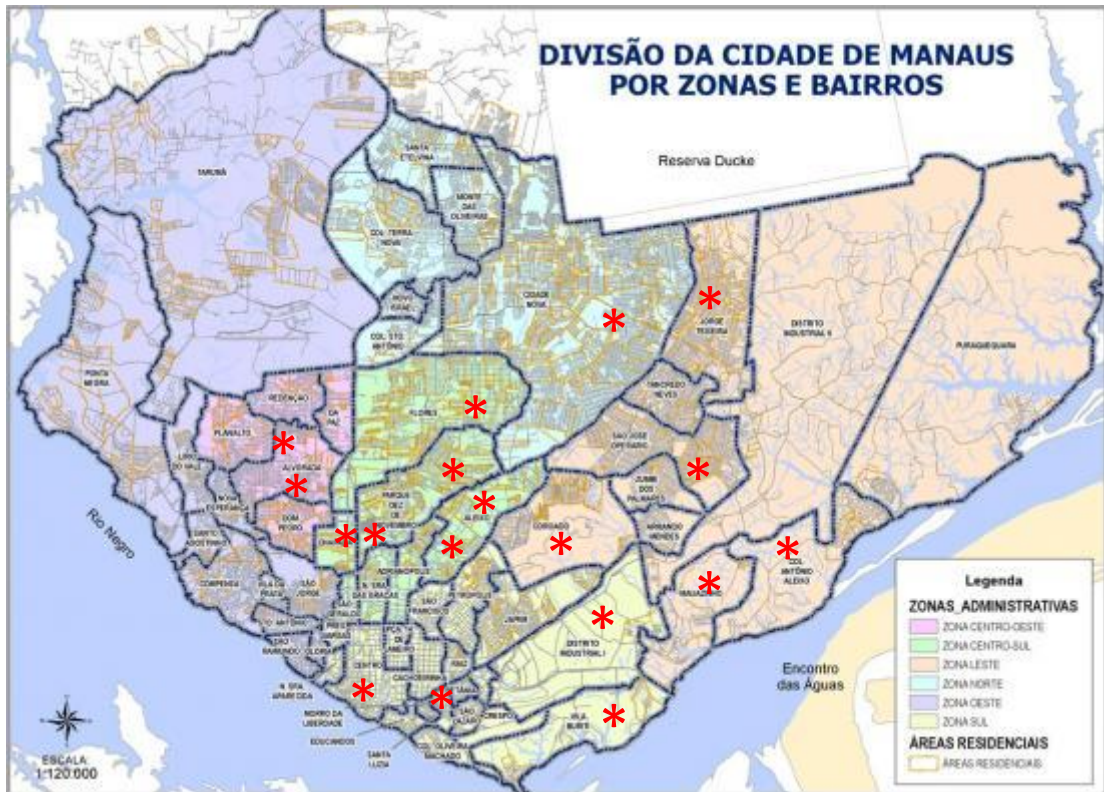 DIVISÃO DA CIDADE DE MANAUS
POR ZONAS E BAIRROS
Reserva Ducke
SANTA
ETELVINA
TARUMÃ
MONTE
DAS
OLIVEIRAS
COL. TERRA
NOVA
CIDADE
NOVA
NOVO
ISRAEL
JORGE
TEIXEIRA
DISTRITO
INDUSTRIAL II
PURAQUEQUARA
COL. STO.
ANTÔNIO
PONTA
NEGRA
TANCREDO
NEVES
REDENÇÃO
DA
PAZ
FLORES
PLANALTO
SÃO JOSÉ
OPERÁRIO
LÍRIO
DO VALE
ALVORADA
ZUMBI
DOS
PALMARES
NOVA
ESPERANÇA
PARQUE
DEZ
DE
NOVEMBRO
ALEIXO
DOM
PEDRO
COROADO
ARMANDO
MENDES
SANTO
AGOSTINHO
Rio Negro
COL.
ANTÔNIO
ALEIXO
ADRIANÓPOLIS
COMPENSA
VILA DA
PRATA
SÃO
JORGE
N. SRA.
DAS GRAÇAS
SÃO
FRANCISCO
PETRÓPOLIS
MAUAZINHO
JAPIIM
STO. ANTÔNIO
SÃO
RAIMUNDO
GLÓRIA
DISTRITO
INDUSTRIAL I
CENTRO
CACHOEIRINHA
RAIZ
N. SRA.
APARECIDA
MORRO DA
LIBERDADE
EDUCANDOS
SANTA
LUZIA
COL. OLIVEIRA
MACHADO
SÃO
LÁZARO
CRESPO
VILA
BURITI
Encontro
das Águas
ESCALA
1:120.000
Legenda
ZONAS_ADMINISTRATIVAS
ZONA CENTRO-OESTE
ZONA CENTRO-SUL
ZONA LESTE
ZONA NORTE
ZONA OESTE
ZONA SUL
ÁREAS RESIDENCIAIS
ÁREAS RESIDENCIAIS